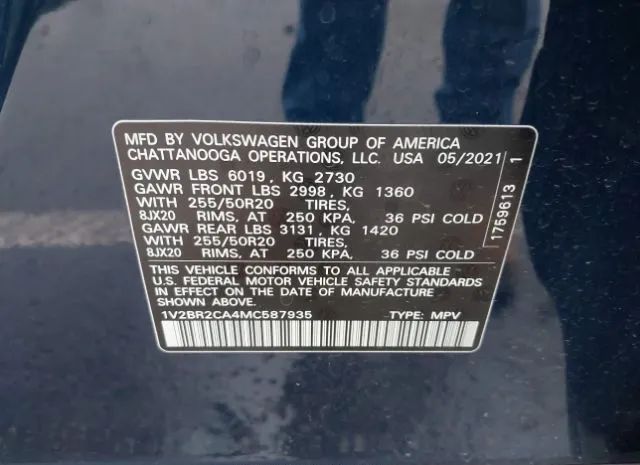 MFD BY VOLKSWAGEN GROUP OF AMERICA
CHATTANOOGA OPERATIONS, LLC. USA 05/2021
GVWR LBS 6019, KG 2730
GAWR FRONT LBS 2998, KG 1360
WITH 255/50R20 TIRES,
8JX20 RIMS, AT 250 KPA, 36 PSI COLD
GAWR REAR LBS 3131, KG 1420
WITH 255/50R20 TIRES,
8JX20 RIMS, AT 250 KPA, 36 PSI COLD
THIS VEHICLE CONFORMS TO ALL APPLICABLE
U.S. FEDERAL MOTOR VEHICLE SAFETY STANDARDS
IN EFFECT ON THE DATE OF MANUFACTURE
SHOWN ABOVE.
1V2BR2CA4MC587935 TYPE: MPV
1759613 1